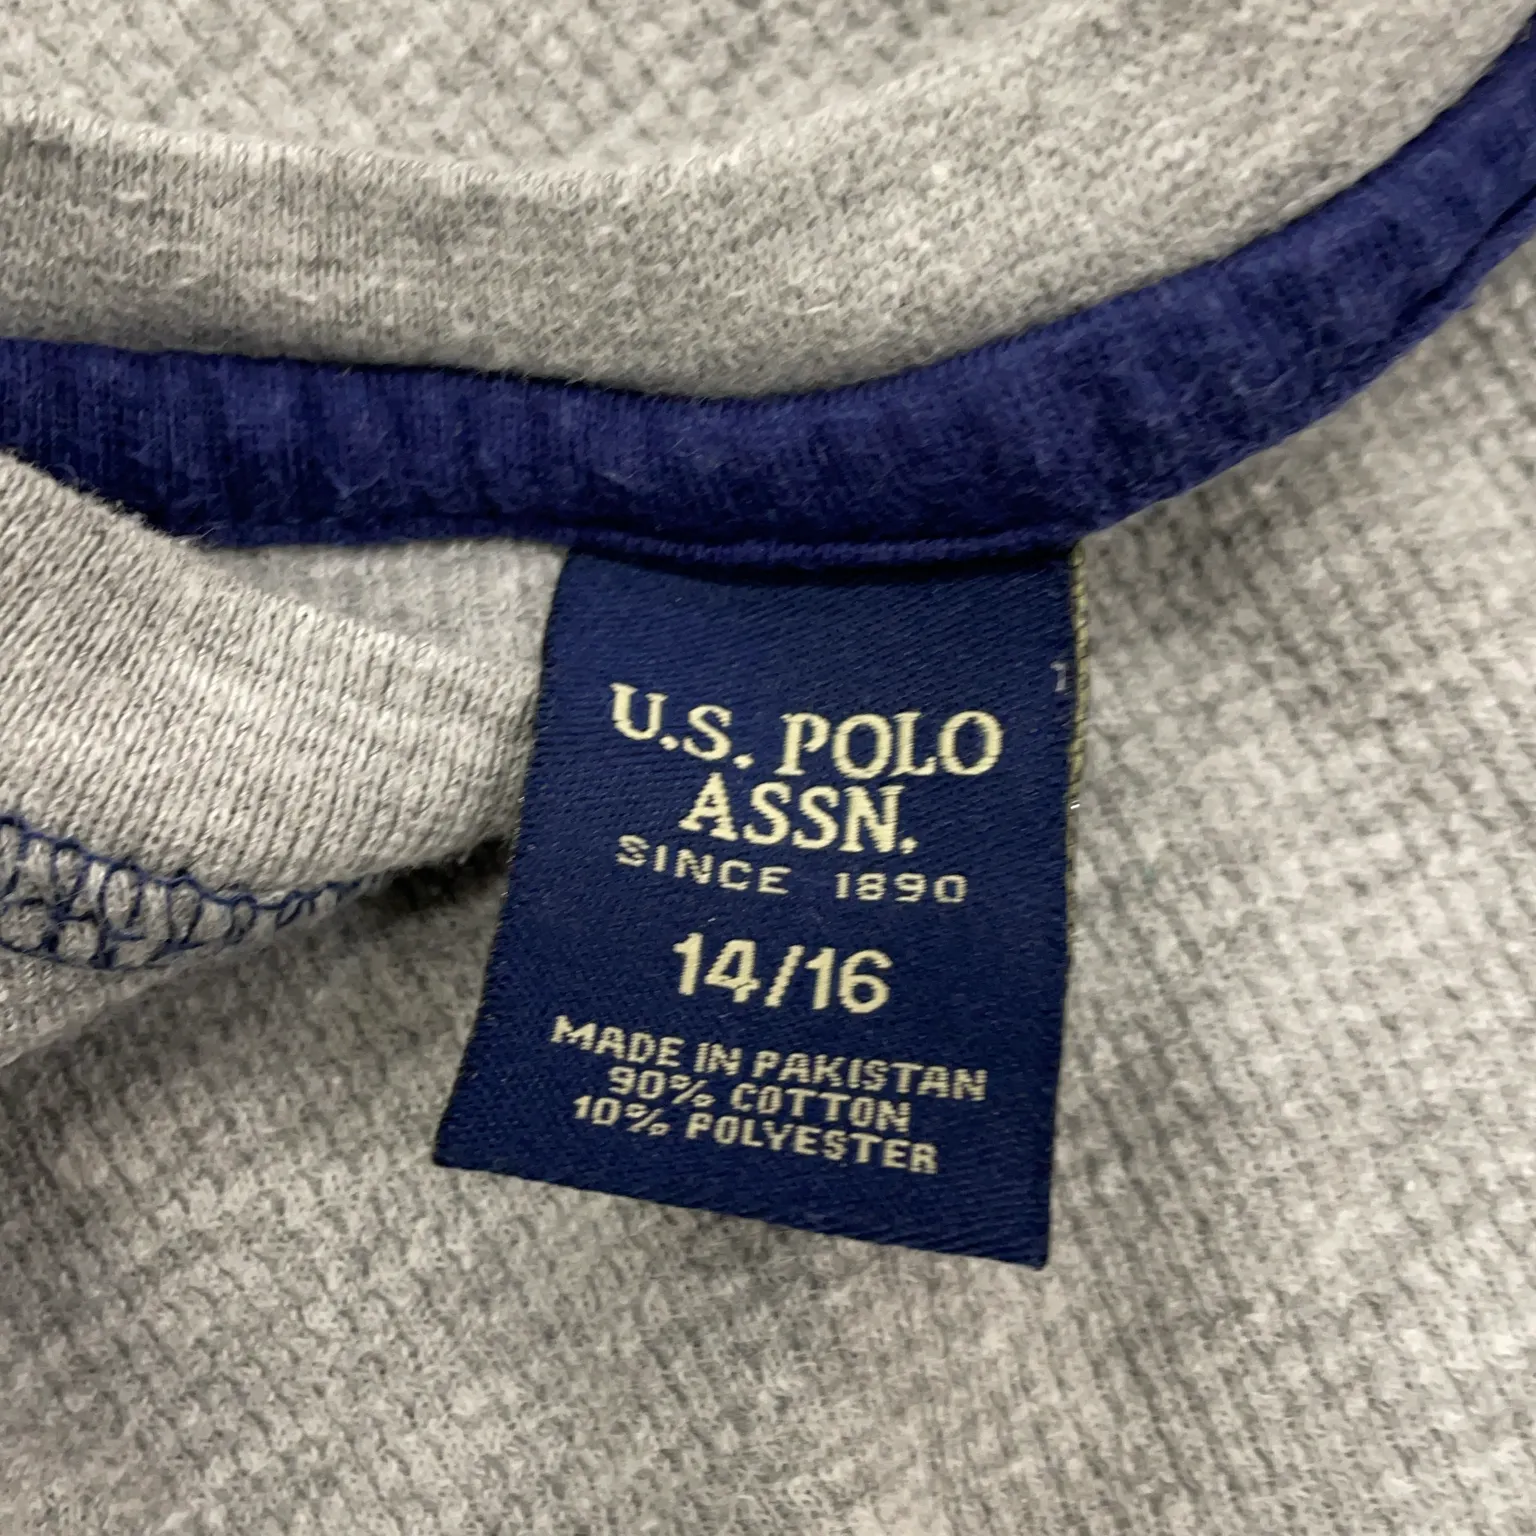 U.S. POLO
ASSN.
SINCE 1890
14/16
MADE IN PAKISTAN
90% COTTON
10% POLYESTER